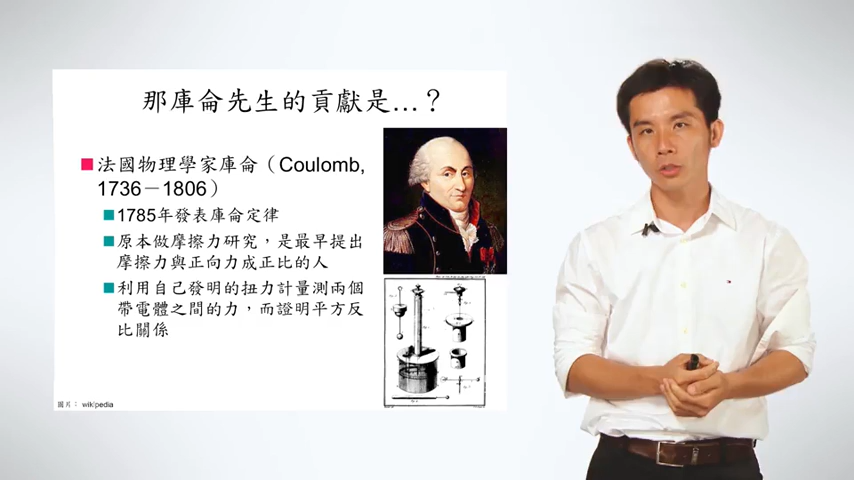 那庫侖先生的貢獻是...？
法國物理學家庫侖（Coulomb,
1736－1806）
1785年發表庫侖定律
原本做摩擦力研究，是最早提出
摩擦力與正向力成正比的人
利用自己發明的扭力計量測兩個
帶電體之間的力，而證明平方反
比關係
圖片： wikipedia